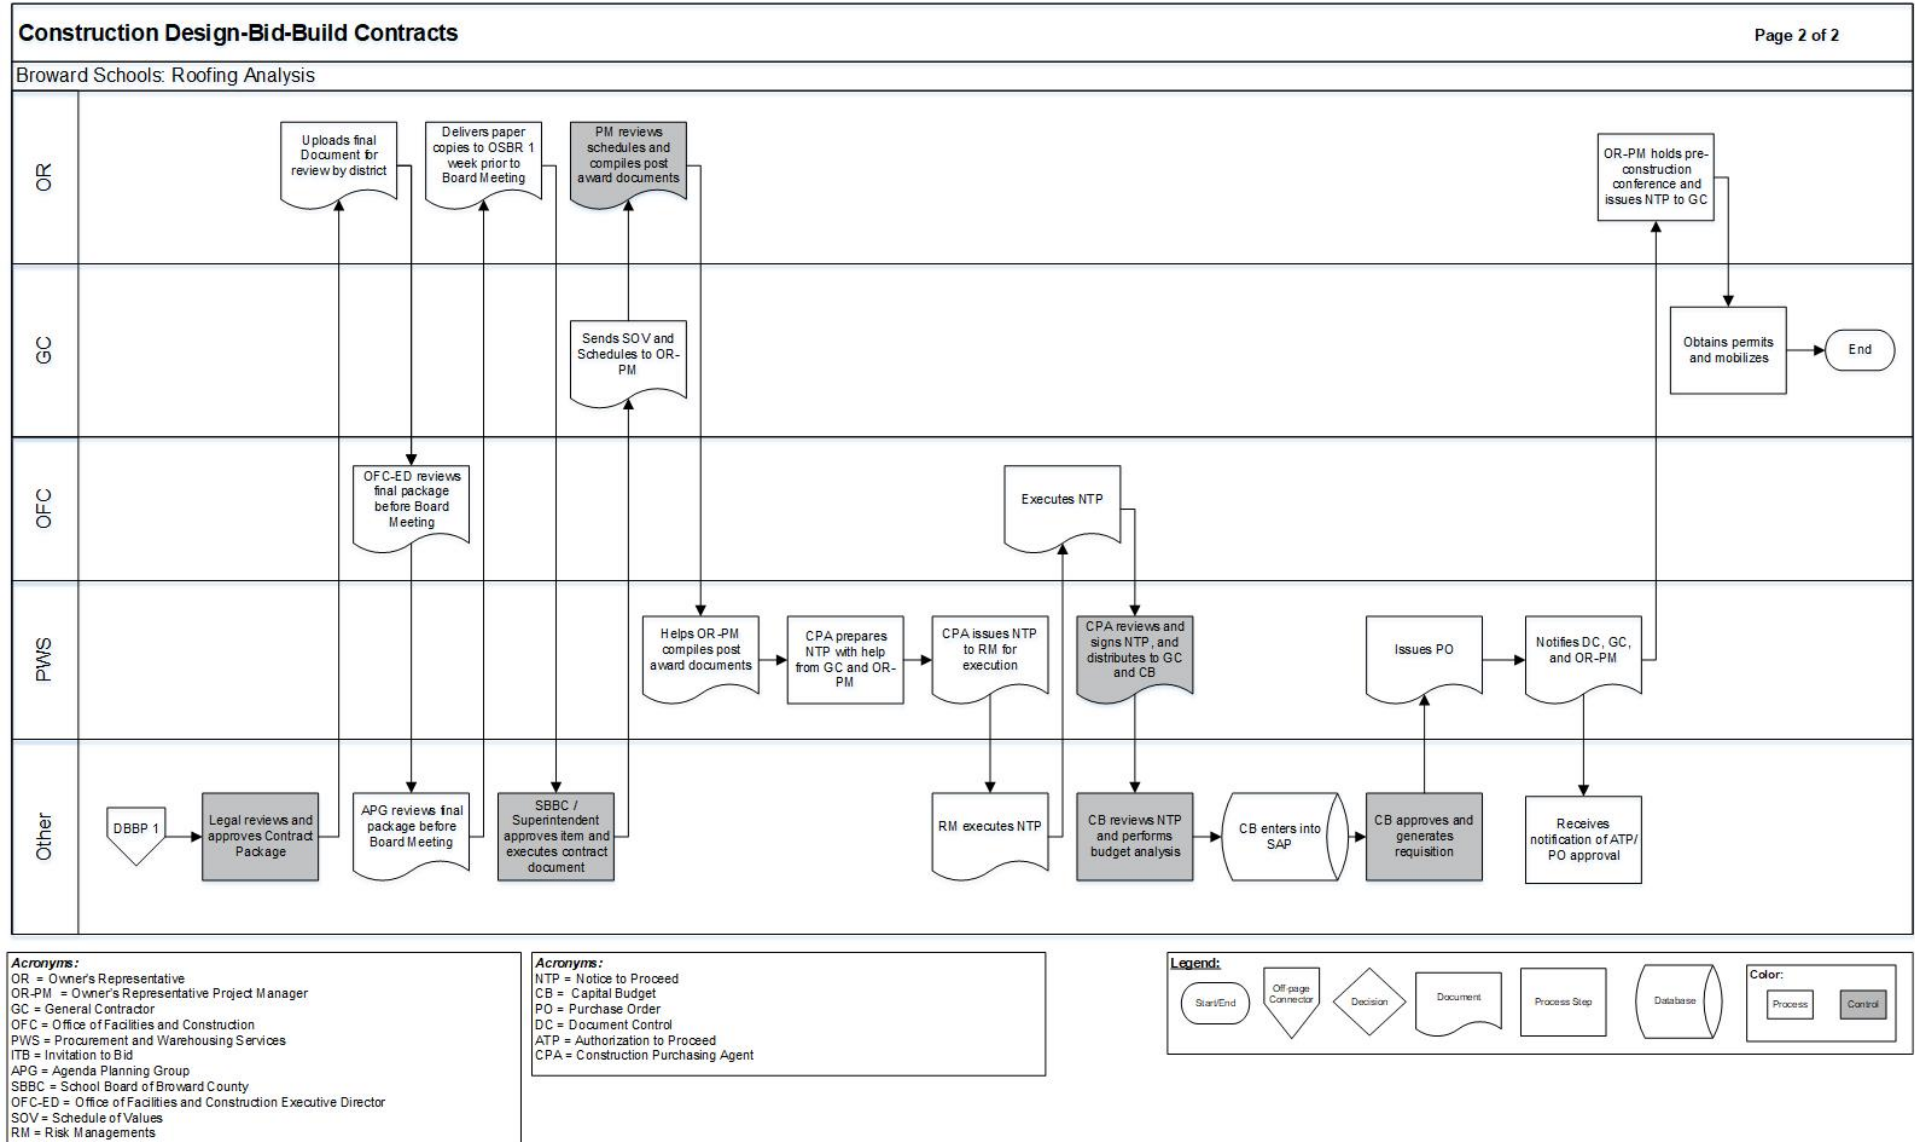 Construction Design-Bid-Build Contracts
Page 2 of 2
Broward Schools: Roofing Analysis
OR
Uploads final
Document for
review by district
Delivers paper
copies to OSBR 1
week prior to
Board Meeting
PM reviews
schedules and
compiles post
award documents
OR-PM holds pre-
construction
conference and
issues NTP to GC
GC
Sends SOV and
Schedules to OR-
PM
Obtains permits
and mobilizes
End
OFC
OFC-ED reviews
final package
before Board
Meeting
Executes NTP
PWS
Helps OR-PM
compiles post
award documents
CPA prepares
NTP with help
from GC and OR-
PM
CPA issues NTP
to RM for
execution
CPA reviews and
signs NTP, and
distributes to GC
and CB
Issues PO
Notifies DC, GC,
and OR-PM
Other
DBBP 1
Legal reviews and
approves Contract
Package
APG reviews final
package before
Board Meeting
SBBC /
Superintendent
approves item and
executes contract
document
RM executes NTP
CB reviews NTP
and performs
budget analysis
CB enters into
SAP
CB approves and
generates
requisition
Receives
notification of ATP/
PO approval
Acronyms:
OR = Owner's Representative
OR-PM = Owner's Representative Project Manager
GC = General Contractor
OFC = Office of Facilities and Construction
PWS = Procurement and Warehousing Services
ITB = Invitation to Bid
APG = Agenda Planning Group
SBBC = School Board of Broward County
OFC-ED = Office of Facilities and Construction Executive Director
SOV = Schedule of Values
RM = Risk Managements
Acronyms:
NTP = Notice to Proceed
CB = Capital Budget
PO = Purchase Order
DC = Document Control
ATP = Authorization to Proceed
CPA = Construction Purchasing Agent
Legend:
Start/End
Off-page
Connector
Decision
Document
Process Step
Database
Color:
Process
Control